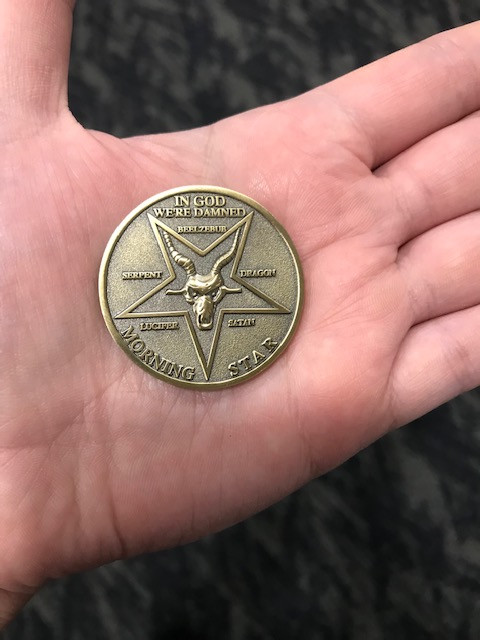 IN GOD
WE'RE DAMNED
BEELZEBUB
SERPENT DRAGON
LUCIFER SATAN
MORNING STAR